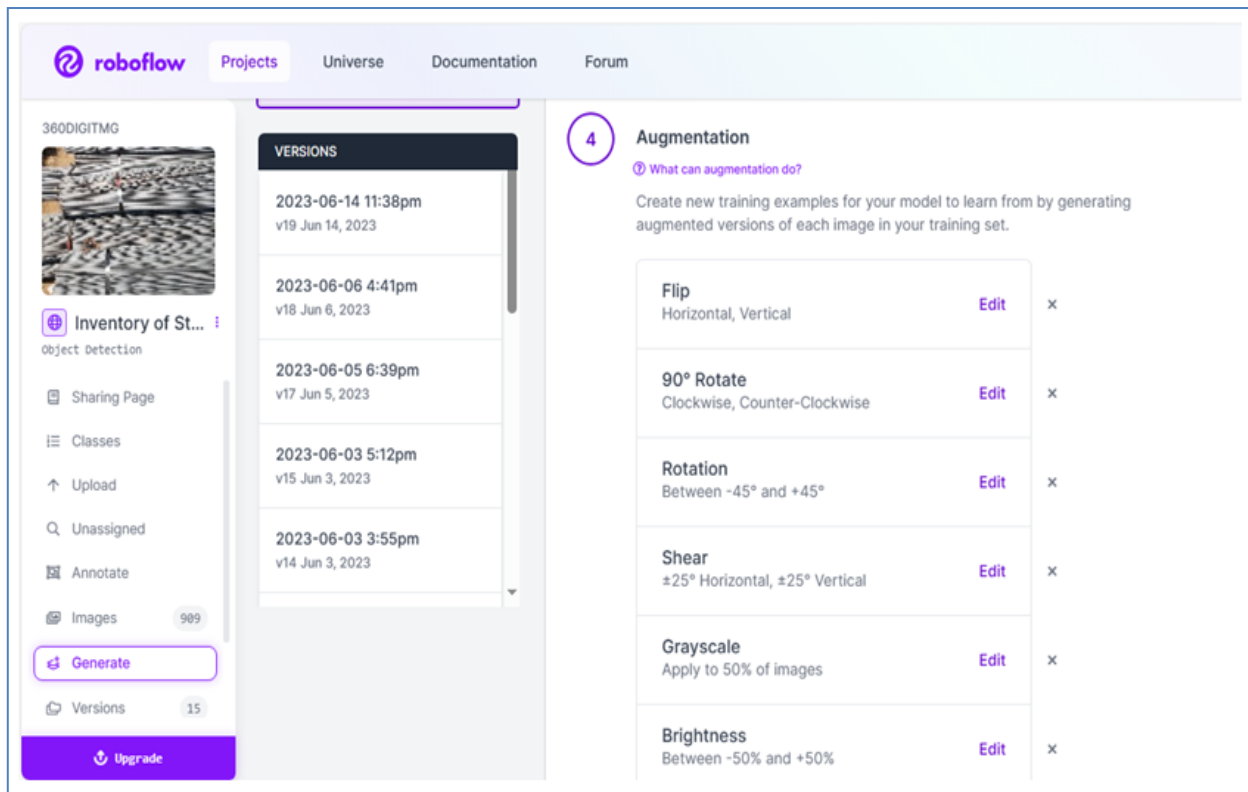 roboflow
Projects
Universe
Documentation
Forum
360DIGITMG
Inventory of St...
Object Detection
Sharing Page
Classes
Upload
Unassigned
Annotate
Images 909
Generate
Versions 15
Upgrade
VERSIONS
2023-06-14 11:38pm
v19 Jun 14, 2023
2023-06-06 4:41pm
v18 Jun 6, 2023
2023-06-05 6:39pm
v17 Jun 5, 2023
2023-06-03 5:12pm
v15 Jun 3, 2023
2023-06-03 3:55pm
v14 Jun 3, 2023
4
Augmentation
What can augmentation do?
Create new training examples for your model to learn from by generating
augmented versions of each image in your training set.
Flip
Horizontal, Vertical
Edit
×
90° Rotate
Clockwise, Counter-Clockwise
Edit
×
Rotation
Between -45° and +45°
Edit
×
Shear
±25° Horizontal, ±25° Vertical
Edit
×
Grayscale
Apply to 50% of images
Edit
×
Brightness
Between -50% and +50%
Edit
×